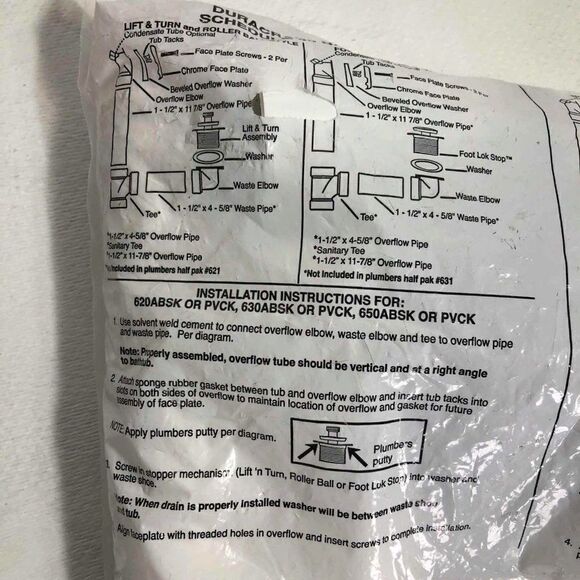 LIFT & TURN and ROLLER BALL STYLE
Condensate Tube Optional
Tub Tacks
Face Plate Screws - 2 Per
Chrome Face Plate
Beveled Overflow Washer
Overflow Elbow
1 - 1/2" x 11 7/8" Overflow Pipe*
Lift & Turn
Assembly
Washer
Waste Elbow
1 - 1/2" x 4 - 5/8" Waste Pipe*
Tee*
*1-1/2" x 4-5/8" Overflow Pipe
*Sanitary Tee
*1-1/2" x 11-7/8" Overflow Pipe
*Not Included in plumbers half pak #621
Tub Tacks
Face Plate Screws - 2 Per
Chrome Face Plate
Beveled Overflow Washer
Overflow Elbow
1 - 1/2" x 11 7/8" Overflow Pipe*
Foot Lok Stop™
Washer
Waste Elbow
1 - 1/2" x 4 - 5/8" Waste Pipe*
Tee*
*1-1/2" x 4-5/8" Overflow Pipe
*Sanitary Tee
*1-1/2" x 11-7/8" Overflow Pipe
*Not Included in plumbers half pak #631
INSTALLATION INSTRUCTIONS FOR:
620ABSK OR PVCK, 630ABSK OR PVCK, 650ABSK OR PVCK
1. Use solvent weld cement to connect overflow elbow, waste elbow and tee to overflow pipe
and waste pipe. Per diagram.
Note: Properly assembled, overflow tube should be vertical and at a right angle
to bathtub.
2. Attach sponge rubber gasket between tub and overflow elbow and insert tub tacks into
slots on both sides of overflow to maintain location of overflow and gasket for future
assembly of face plate.
NOTE: Apply plumbers putty per diagram.
Plumbers
putty
3. Screw in stopper mechanism. (Lift 'n Turn, Roller Ball or Foot Lok Stop) into washer and
waste shoe.
Note: When drain is properly installed washer will be between waste shoe
and tub.
Align faceplate with threaded holes in overflow and insert screws to complete installation.
4.